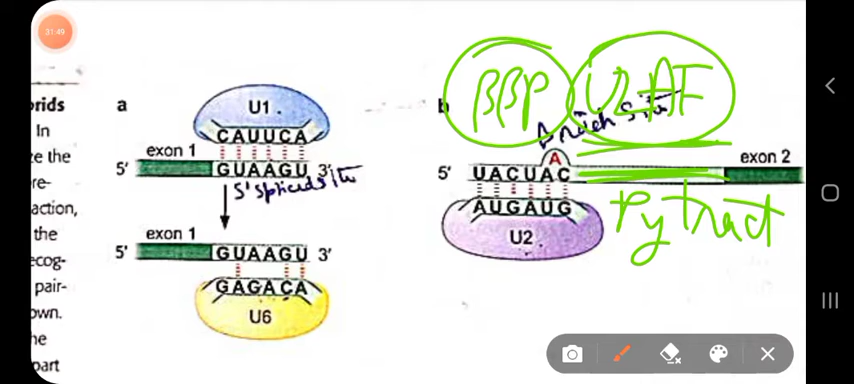 31:49
brids
In
ze the
re-
action,
the
ecog-
pair-
own.
he
part
a
U1
CAUUCA
exon 1
5' GUAAGU 3'
5' splice site
exon 1
5' GUAAGU 3'
GAGACA
U6
BBP U2AF
b
Branch site
A
exon 2
5' UACUAC
AUGAUG
U2
Py tract